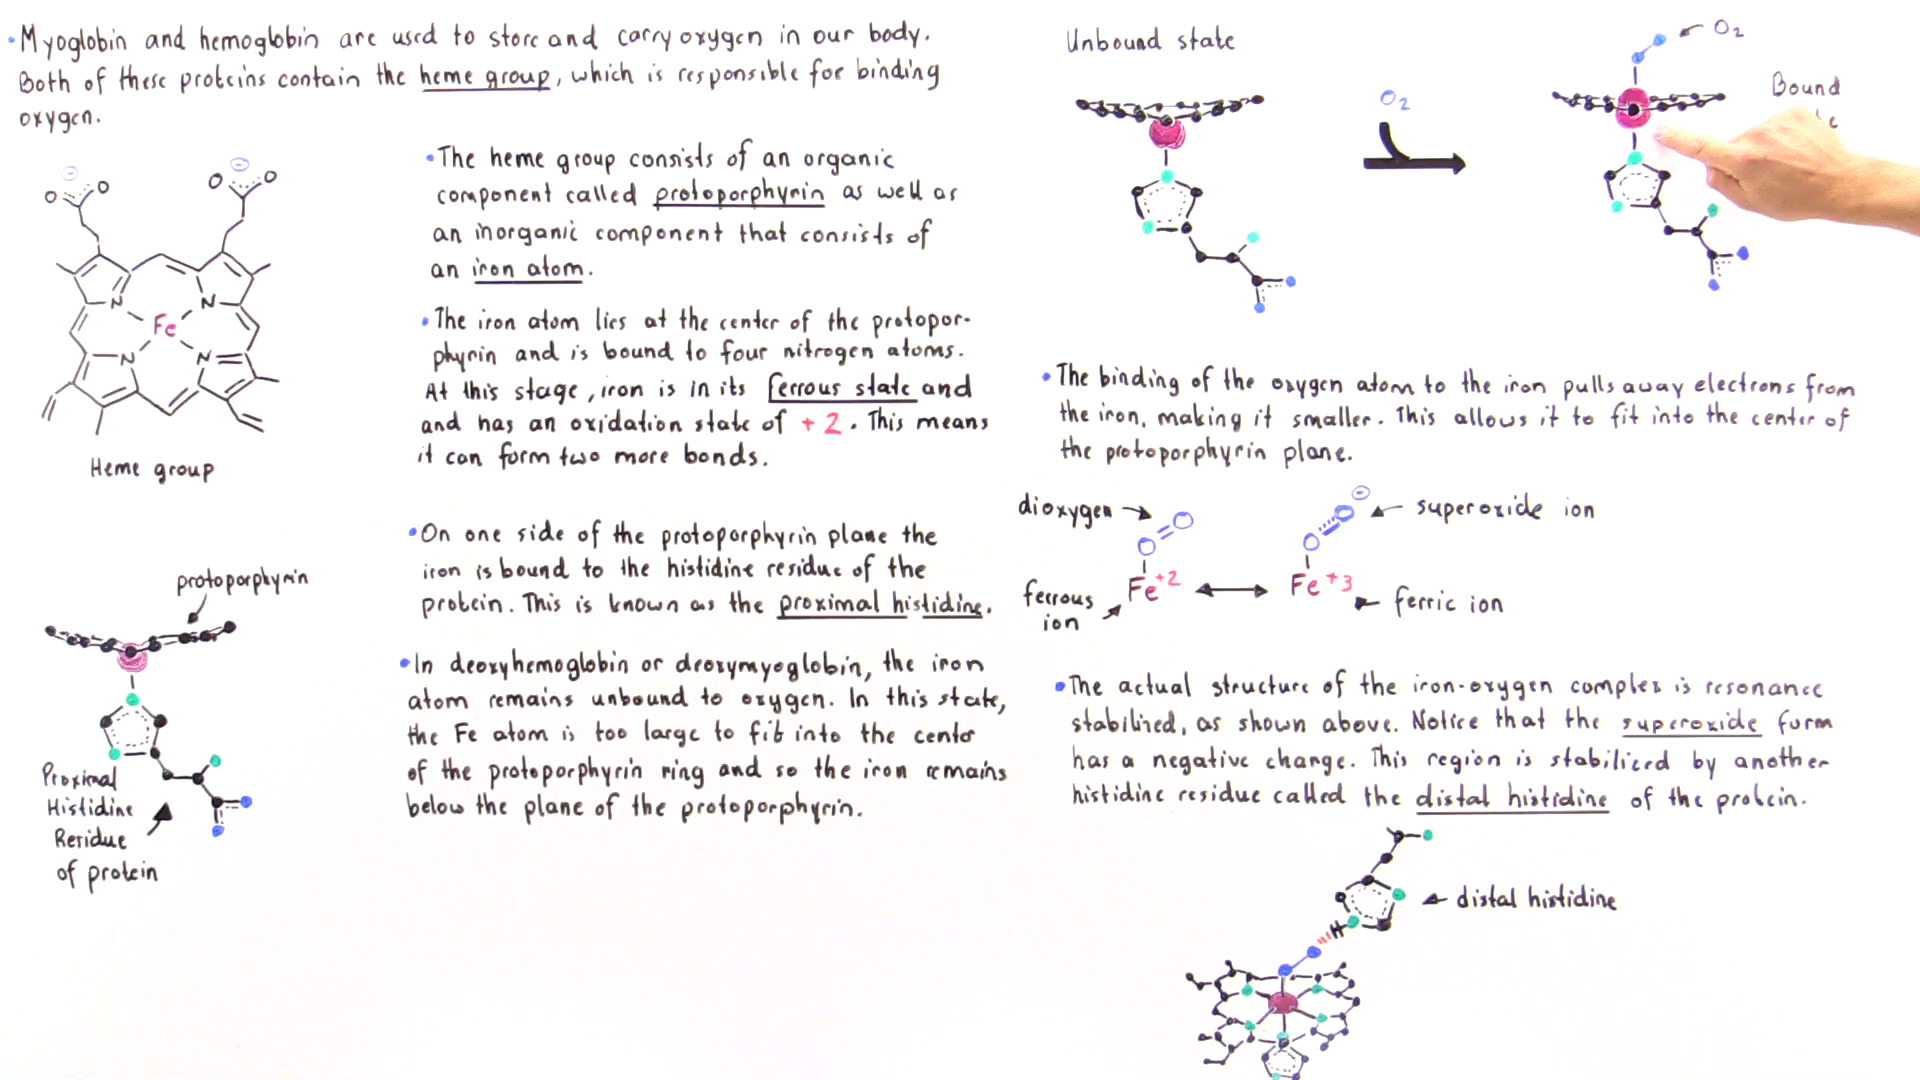 • Myoglobin and hemoglobin are used to store and carry oxygen in our body.
Both of these proteins contain the heme group, which is responsible for binding
oxygen.
⊖ ⊖
O O O O
N N
Fe
N N
Heme group
• The heme group consists of an organic
component called protoporphyrin as well as
an inorganic component that consists of
an iron atom.
• The iron atom lies at the center of the protopor-
phyrin and is bound to four nitrogen atoms.
At this stage, iron is in its ferrous state and
and has an oxidation state of +2. This means
it can form two more bonds.
• On one side of the protoporphyrin plane the
iron is bound to the histidine residue of the
protein. This is known as the proximal histidine.
• In deoxyhemoglobin or deoxymyoglobin, the iron
atom remains unbound to oxygen. In this state,
the Fe atom is too large to fit into the center
of the protoporphyrin ring and so the iron remains
below the plane of the protoporphyrin.
protoporphyrin
Proximal
Histidine
Residue
of protein
Unbound state
O2
O2
Bound
• The binding of the oxygen atom to the iron pulls away electrons from
the iron, making it smaller. This allows it to fit into the center of
the protoporphyrin plane.
dioxygen
O O
Fe+2
ferrous
ion
⊖
O O
superoxide ion
Fe+3
ferric ion
• The actual structure of the iron-oxygen complex is resonance
stabilized, as shown above. Notice that the superoxide form
has a negative charge. This region is stabilized by another
histidine residue called the distal histidine of the protein.
distal histidine
H